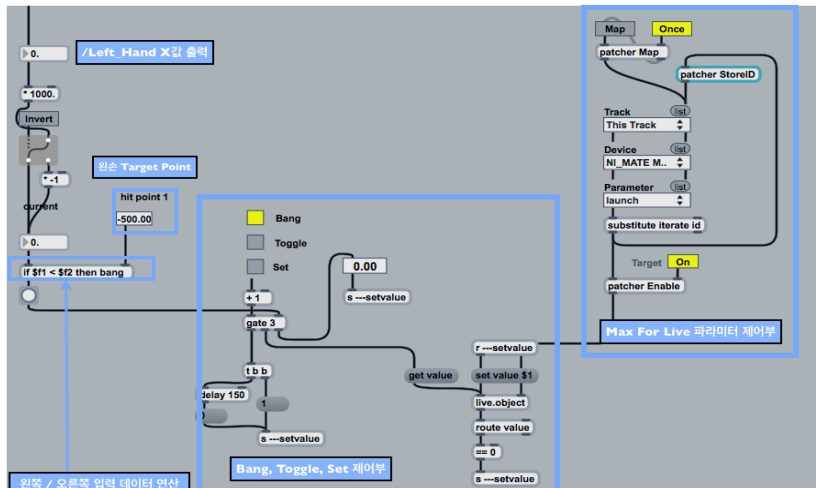 0.
/Left_Hand X값 출력
* 1000.
Invert
* -1
current
0.
왼손 Target Point
hit point 1
-500.00
if $f1 < $f2 then bang
왼쪽 / 오른쪽 입력 데이터 연산
Bang
Toggle
Set
0.00
+ 1
s ---setvalue
gate 3
t b b
delay 150
0
1
s ---setvalue
Bang, Toggle, Set 제어부
r ---setvalue
get value
set value $1
live.object
route value
== 0
s ---setvalue
Map
Once
patcher Map
patcher StoreID
Track
list
This Track
Device
list
NI_MATE M..
Parameter
list
launch
substitute iterate id
Target
On
patcher Enable
Max For Live 파라미터 제어부